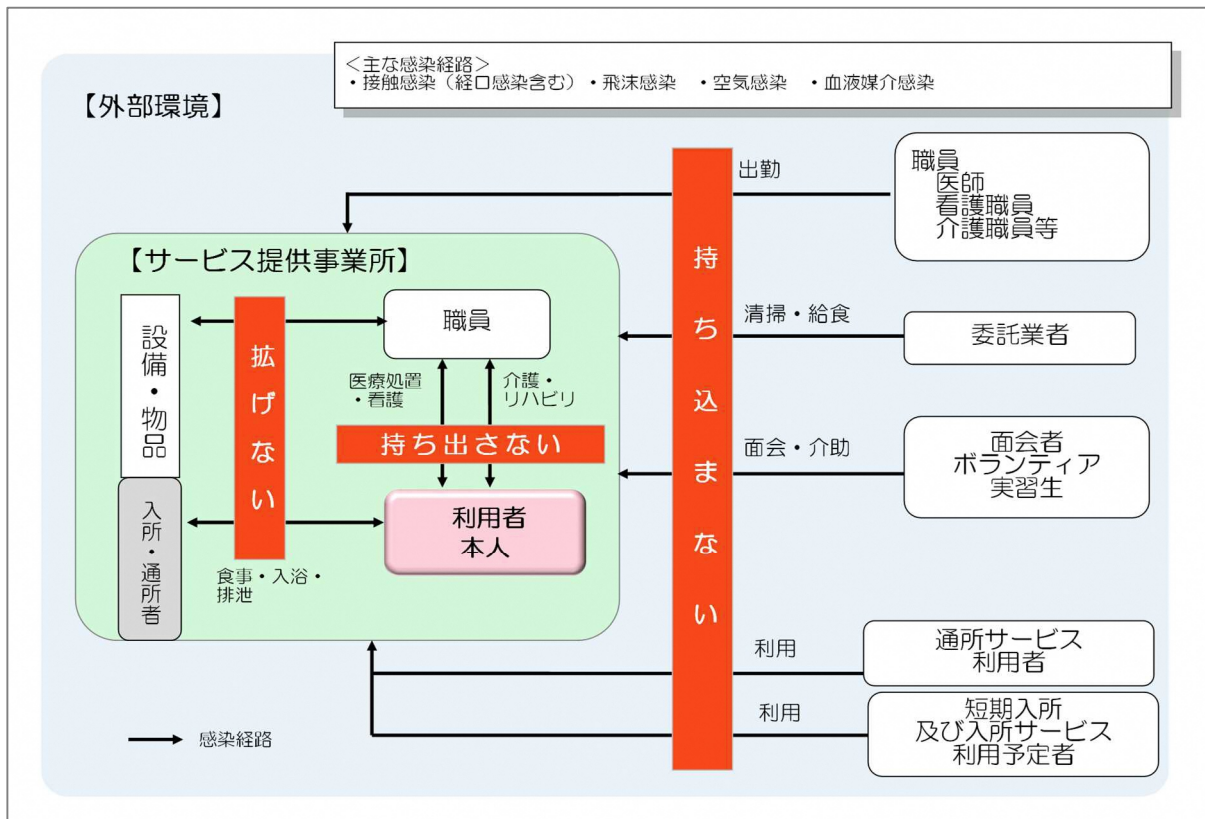 ＜主な感染経路＞
・接触感染（経口感染含む）・飛沫感染　・空気感染　・血液媒介感染
【外部環境】
出勤
職員
医師
看護職員
介護職員等
【サービス提供事業所】
設備・物品
拡げない
職員
医療処置
・看護
介護・
リハビリ
持ち出さない
利用者
本人
入所・通所者
食事・入浴・
排泄
持ち込まない
清掃・給食
委託業者
面会・介助
面会者
ボランティア
実習生
利用
通所サービス
利用者
利用
短期入所
及び入所サービス
利用予定者
感染経路